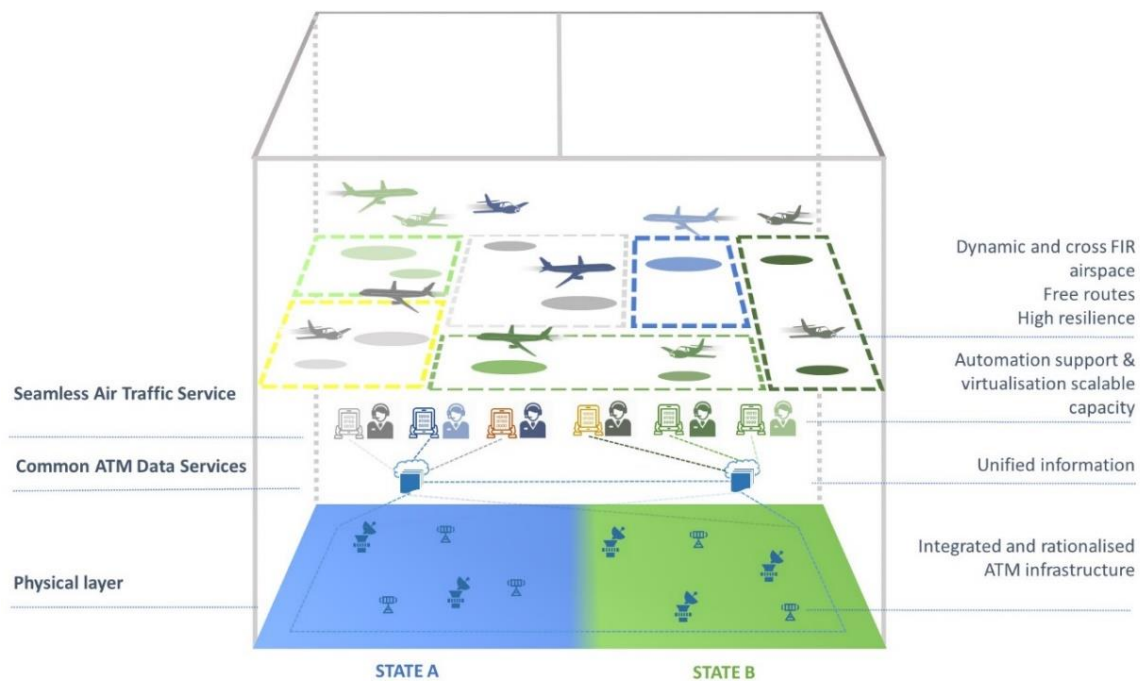 Dynamic and cross FIR
airspace
Free routes
High resilience
Automation support &
virtualisation scalable
capacity
Seamless Air Traffic Service
Common ATM Data Services
Unified information
Integrated and rationalised
ATM infrastructure
Physical layer
STATE A
STATE B